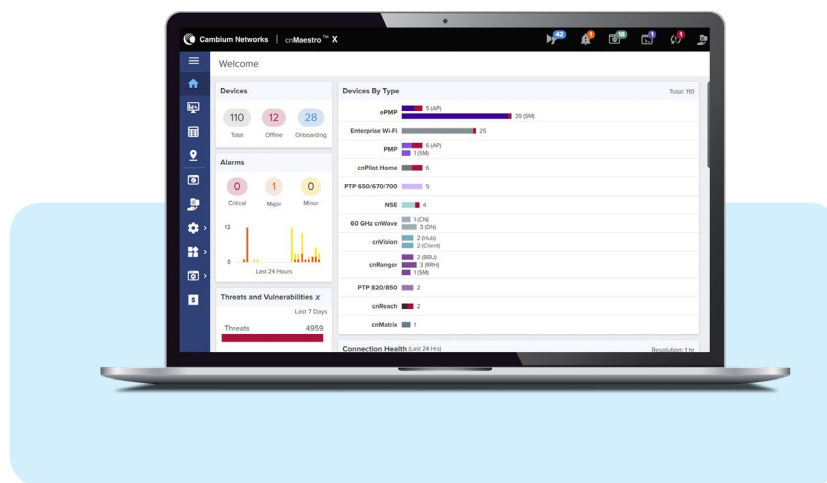 Cambium Networks | cnMaestro™ X
42
1
18
1
9
Welcome
Devices
110
12
28
Total
Offline
Onboarding
Alarms
0
1
0
Critical
Major
Minor
12
0
Last 24 Hours
Threats and Vulnerabilities X
Last 7 Days
Threats
4959
Devices By Type
Total: 110
ePMP
5 (AP)
39 (SM)
Enterprise Wi-Fi
25
PMP
6 (AP)
1 (SM)
cnPilot Home
6
PTP 650/670/700
5
NSE
4
60 GHz cnWave
1 (CN)
3 (DN)
cnVision
2 (Hub)
2 (Client)
cnRanger
2 (BBU)
3 (RRH)
1 (SM)
PTP 820/850
2
cnReach
2
cnMatrix
1
Connection Health (Last 24 Hrs)
Resolution: 1 hr